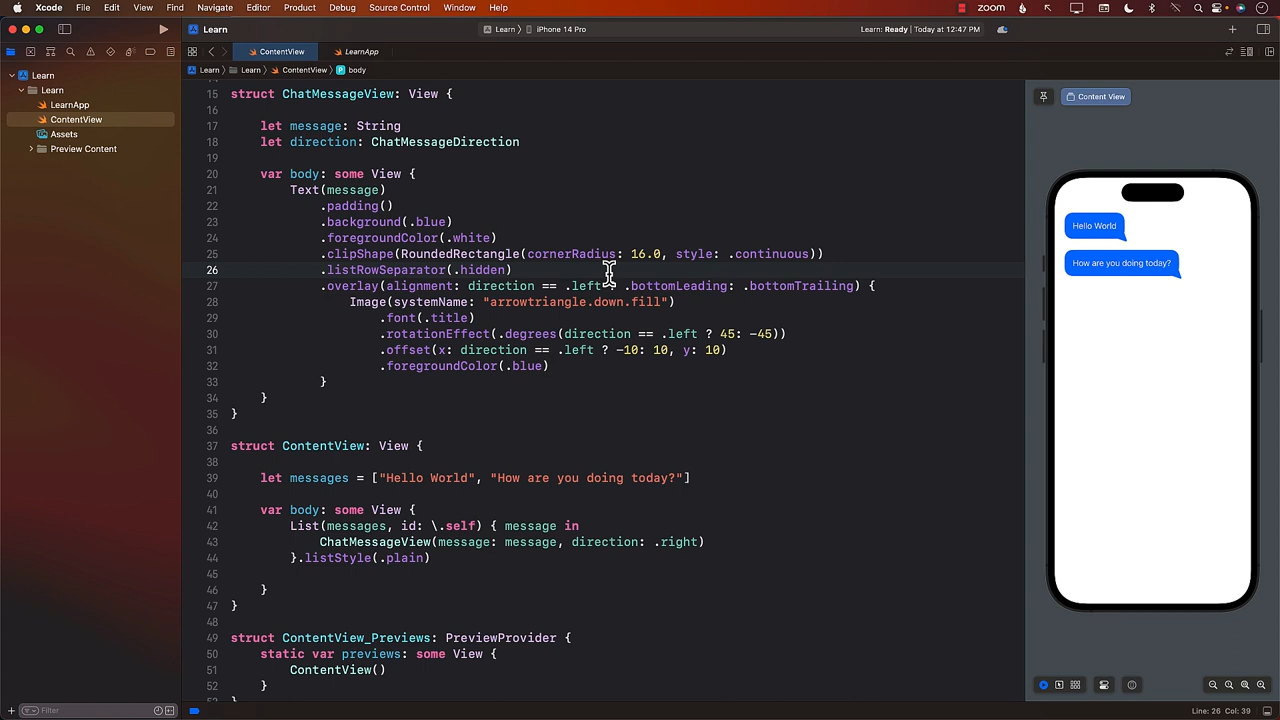 Xcode File Edit View Find Navigate Editor Product Debug Source Control Window Help zoom
Learn Learn iPhone 14 Pro Learn: Ready | Today at 12:47 PM
ContentView LearnApp
Learn Learn ContentView body
Learn
Learn
LearnApp
ContentView
Assets
Preview Content
15 struct ChatMessageView: View {
16
17 let message: String
18 let direction: ChatMessageDirection
19
20 var body: some View {
21 Text(message)
22 .padding()
23 .background(.blue)
24 .foregroundColor(.white)
25 .clipShape(RoundedRectangle(cornerRadius: 16.0, style: .continuous))
26 .listRowSeparator(.hidden)
27 .overlay(alignment: direction == .left .bottomLeading: .bottomTrailing) {
28 Image(systemName: "arrowtriangle.down.fill")
29 .font(.title)
30 .rotationEffect(.degrees(direction == .left ? 45: -45))
31 .offset(x: direction == .left ? -10: 10, y: 10)
32 .foregroundColor(.blue)
33 }
34 }
35 }
36
37 struct ContentView: View {
38
39 let messages = ["Hello World", "How are you doing today?"]
40
41 var body: some View {
42 List(messages, id: \.self) { message in
43 ChatMessageView(message: message, direction: .right)
44 }.listStyle(.plain)
45
46 }
47 }
48
49 struct ContentView_Previews: PreviewProvider {
50 static var previews: some View {
51 ContentView()
52 }
Content View
Hello World
How are you doing today?
Filter
Line: 26 Col: 39